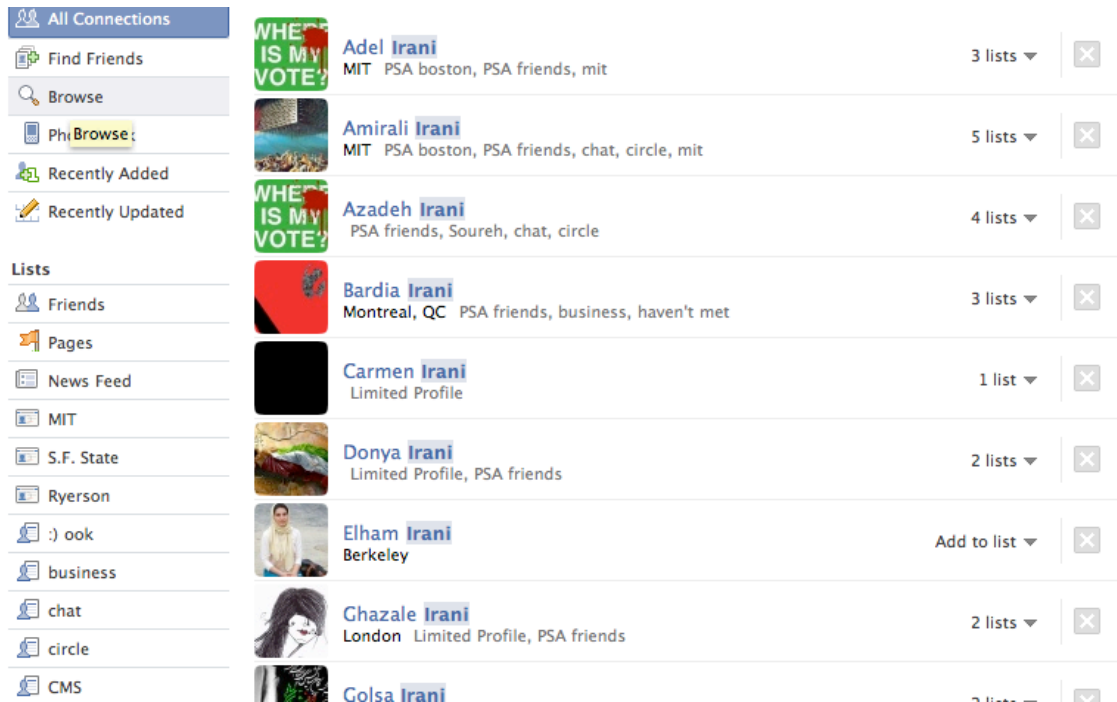 All Connections
Find Friends
Browse
Browse
Recently Added
Recently Updated
Lists
Friends
Pages
News Feed
MIT
S.F. State
Ryerson
:) ook
business
chat
circle
CMS
WHERE
IS MY
VOTE?
Adel Irani
MIT PSA boston, PSA friends, mit
3 lists
Amirali Irani
MIT PSA boston, PSA friends, chat, circle, mit
5 lists
WHERE
IS MY
VOTE?
Azadeh Irani
PSA friends, Soureh, chat, circle
4 lists
Bardia Irani
Montreal, QC PSA friends, business, haven't met
3 lists
Carmen Irani
Limited Profile
1 list
Donya Irani
Limited Profile, PSA friends
2 lists
Elham Irani
Berkeley
Add to list
Ghazale Irani
London Limited Profile, PSA friends
2 lists
Golsa Irani